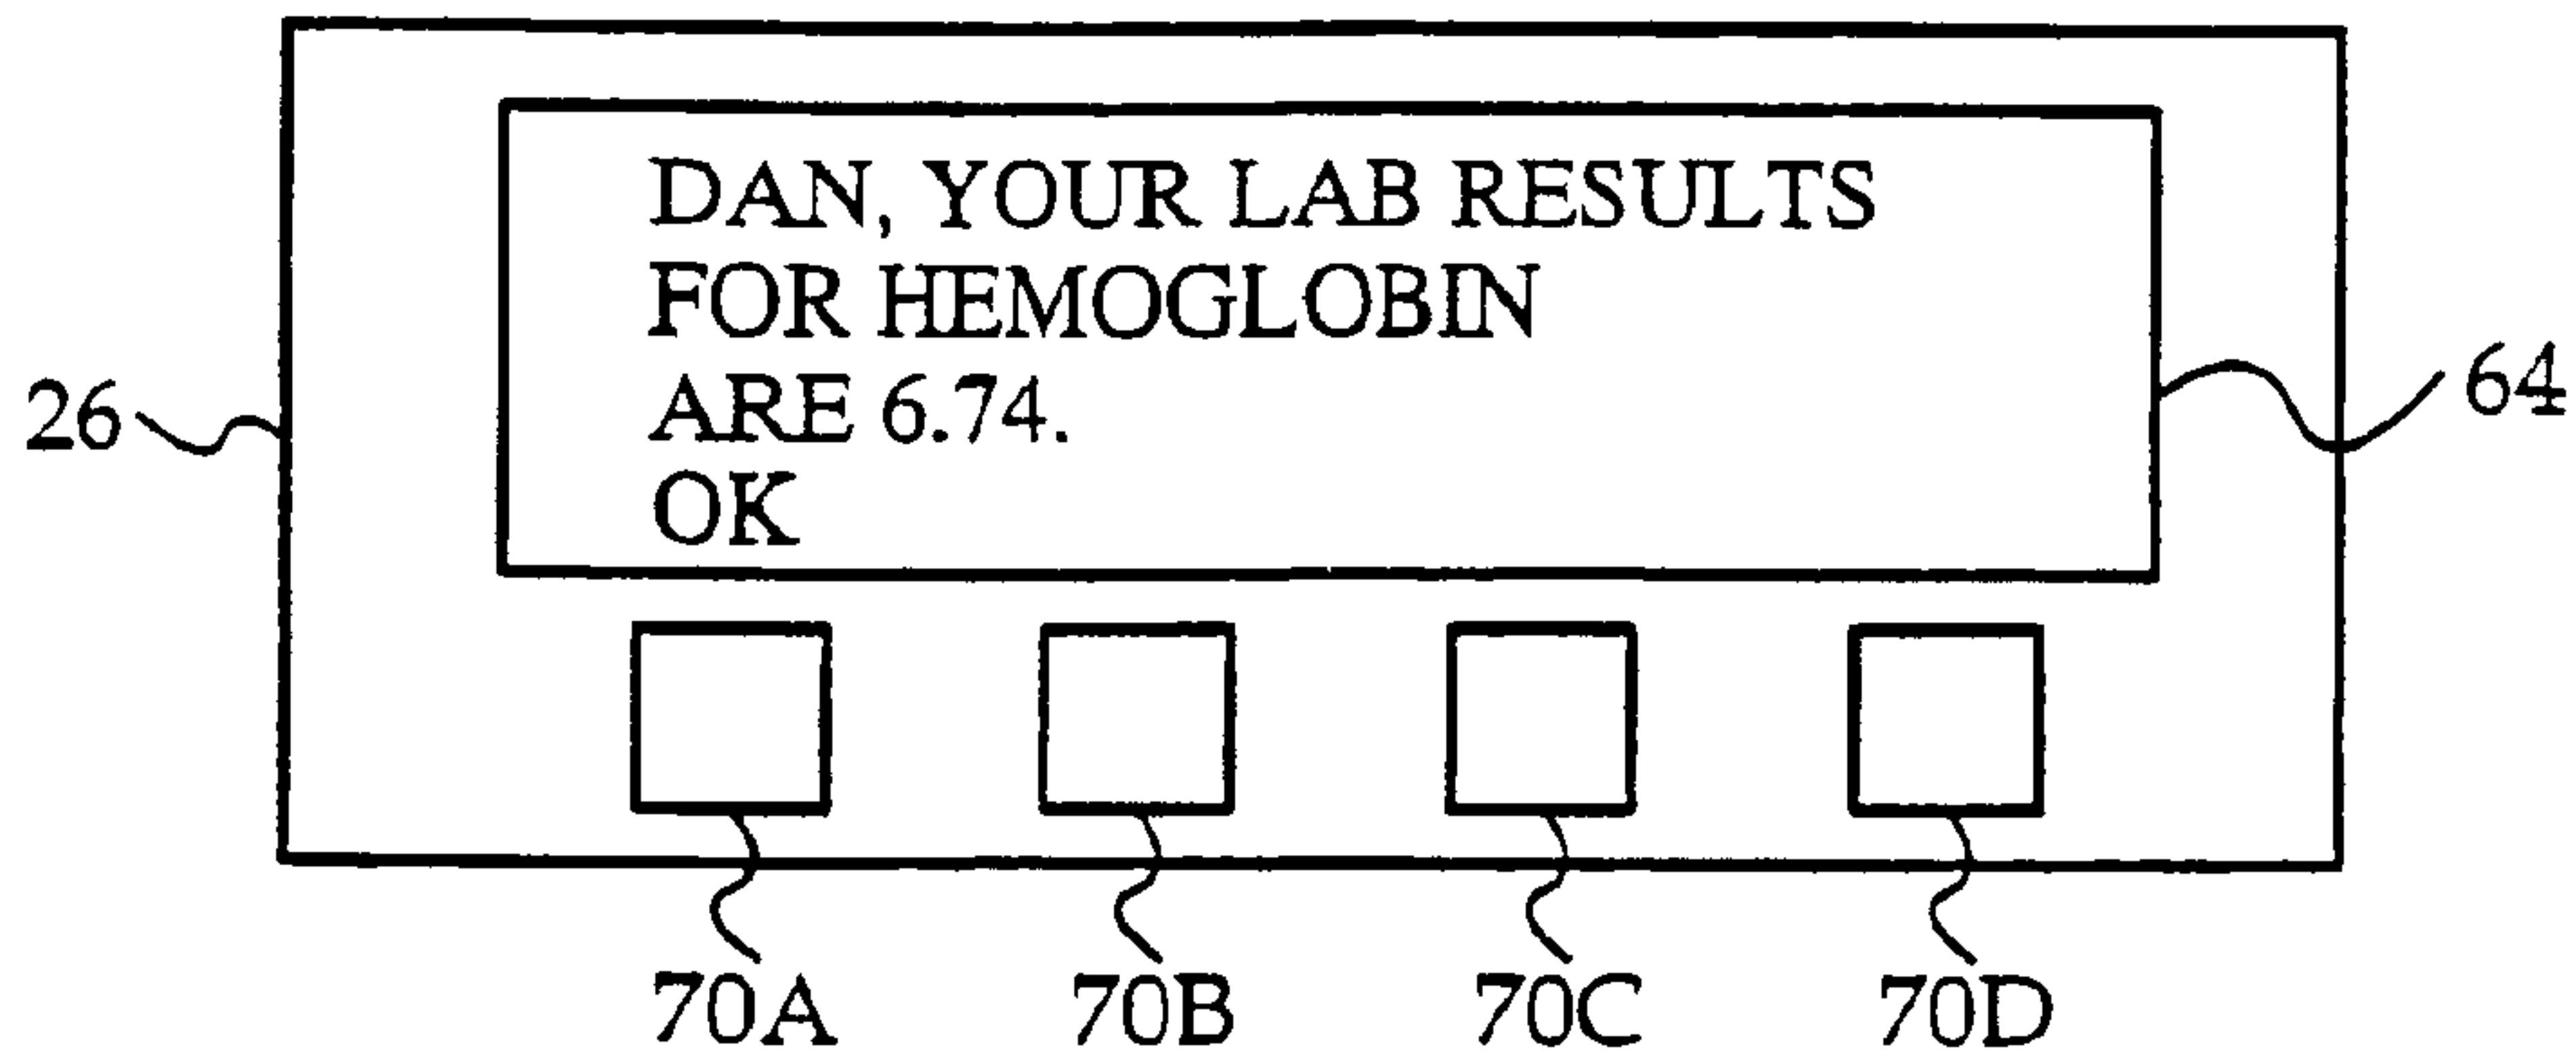 DAN, YOUR LAB RESULTS
FOR HEMOGLOBIN
ARE 6.74.
OK
26
64
70A 70B 70C 70D